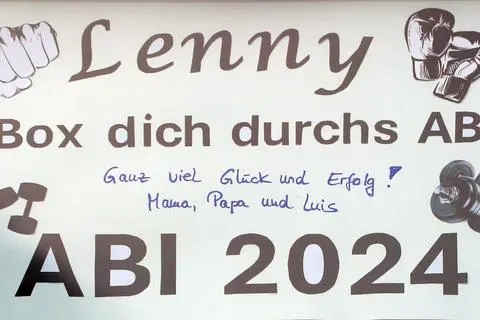 Lenny
Box dich durchs AB
Ganz viel Glück und Erfolg!
Mama, Papa und Luis
ABI 2024